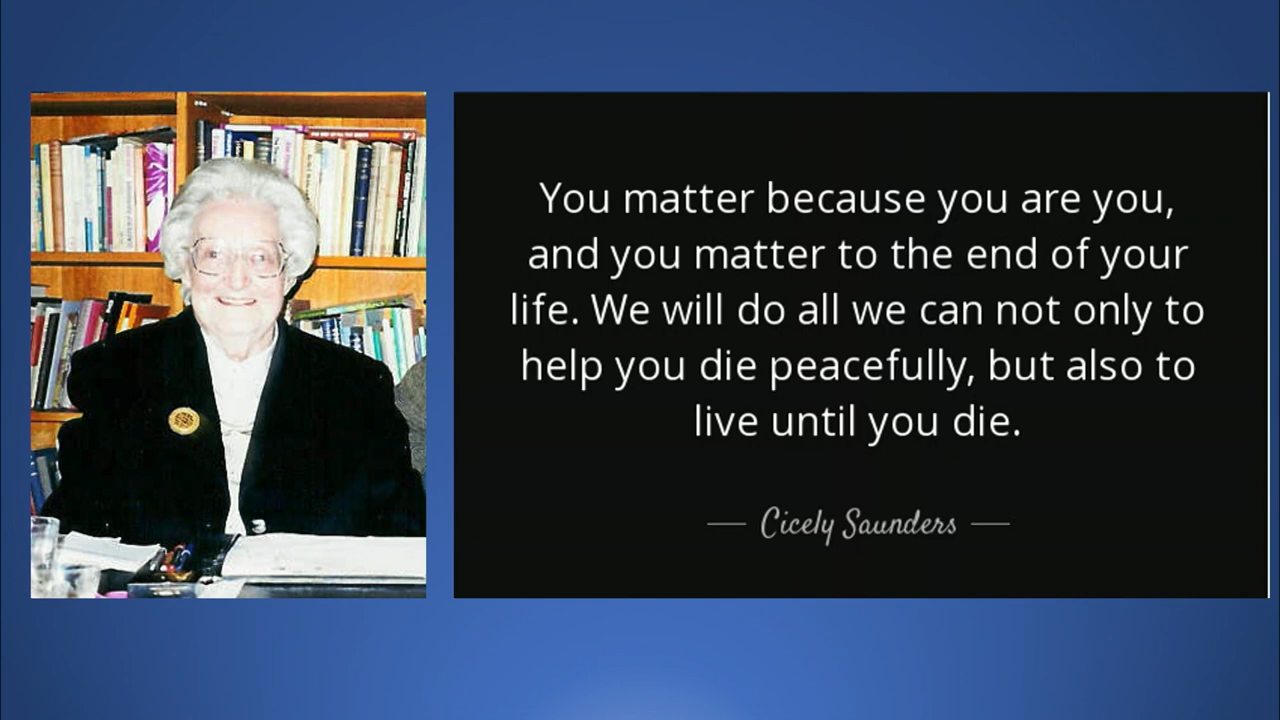 You matter because you are you,
and you matter to the end of your
life. We will do all we can not only to
help you die peacefully, but also to
live until you die.
Cicely Saunders